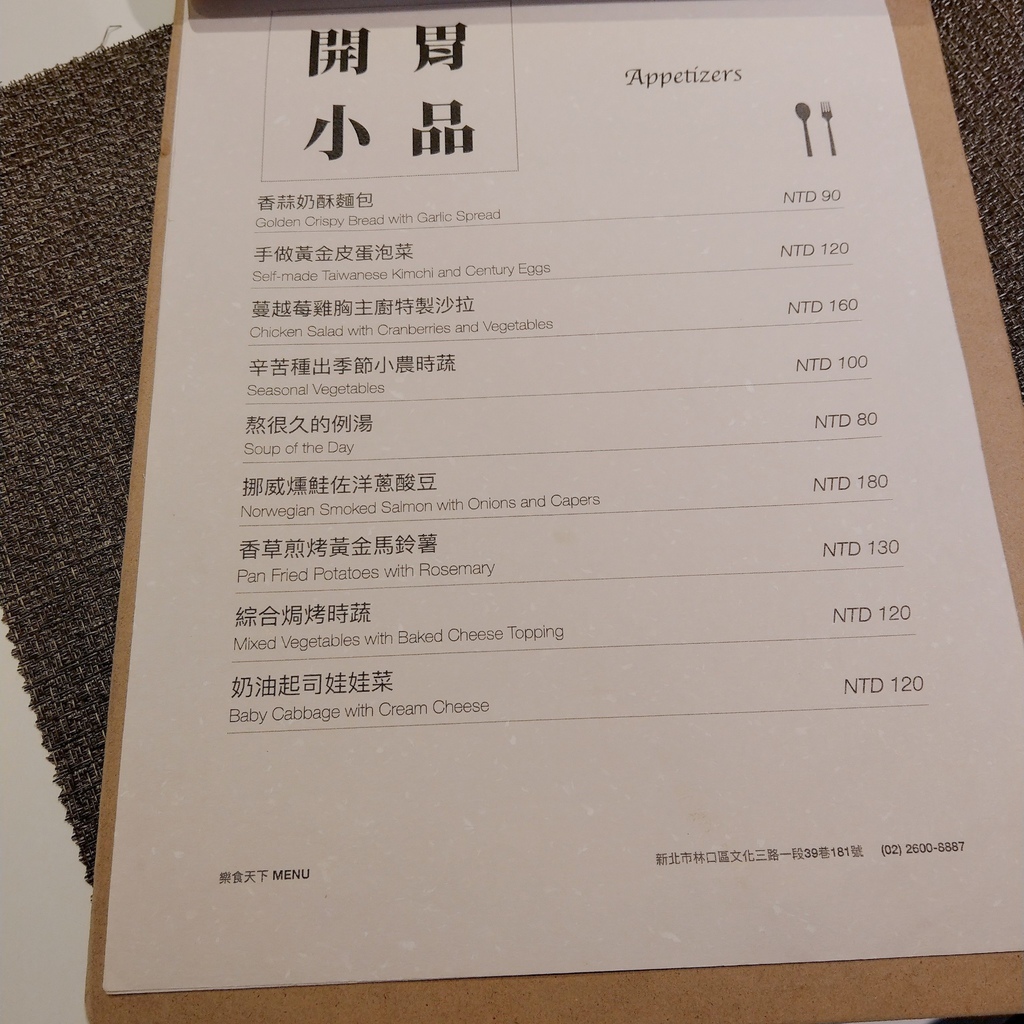 開胃
小品
Appetizers
香蒜奶酥麵包 NTD 90
Golden Crispy Bread with Garlic Spread
手做黃金皮蛋泡菜 NTD 120
Self-made Taiwanese Kimchi and Century Eggs
蔓越莓雞胸主廚特製沙拉 NTD 160
Chicken Salad with Cranberries and Vegetables
辛苦種出季節小農時蔬 NTD 100
Seasonal Vegetables
熬很久的例湯 NTD 80
Soup of the Day
挪威燻鮭佐洋蔥酸豆 NTD 180
Norwegian Smoked Salmon with Onions and Capers
香草煎烤黃金馬鈴薯 NTD 130
Pan Fried Potatoes with Rosemary
綜合焗烤時蔬 NTD 120
Mixed Vegetables with Baked Cheese Topping
奶油起司娃娃菜 NTD 120
Baby Cabbage with Cream Cheese
樂食天下 MENU
新北市林口區文化三路一段39巷181號 (02) 2600-8887